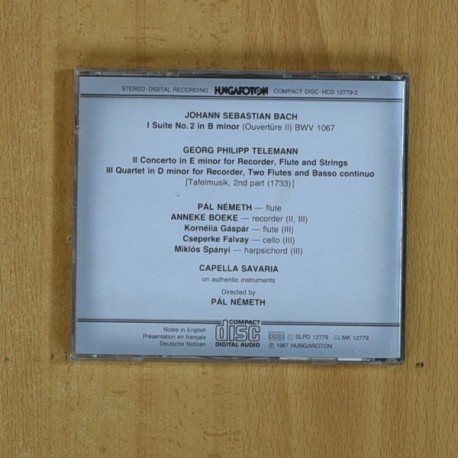 STEREO · DIGITAL RECORDING HUNGAROTON COMPACT DISC · HCD 12779-2
JOHANN SEBASTIAN BACH
I Suite No. 2 in B minor (Ouvertüre II) BWV 1067
GEORG PHILIPP TELEMANN
II Concerto in E minor for Recorder, Flute and Strings
III Quartet in D minor for Recorder, Two Flutes and Basso continuo
[Tafelmusik, 2nd part (1733)]
PÁL NÉMETH — flute
ANNEKE BOEKE — recorder (II, III)
Kornélia Gáspár — flute (III)
Cseperke Falvay — cello (III)
Miklós Spányi — harpsichord (III)
CAPELLA SAVARIA
on authentic instruments
Directed by
PÁL NÉMETH
Notes in English
Présentation en français
Deutsche Notizen
COMPACT
disc
DIGITAL AUDIO
DDD SLPD 12779 MK 12779
℗ 1987 HUNGAROTON